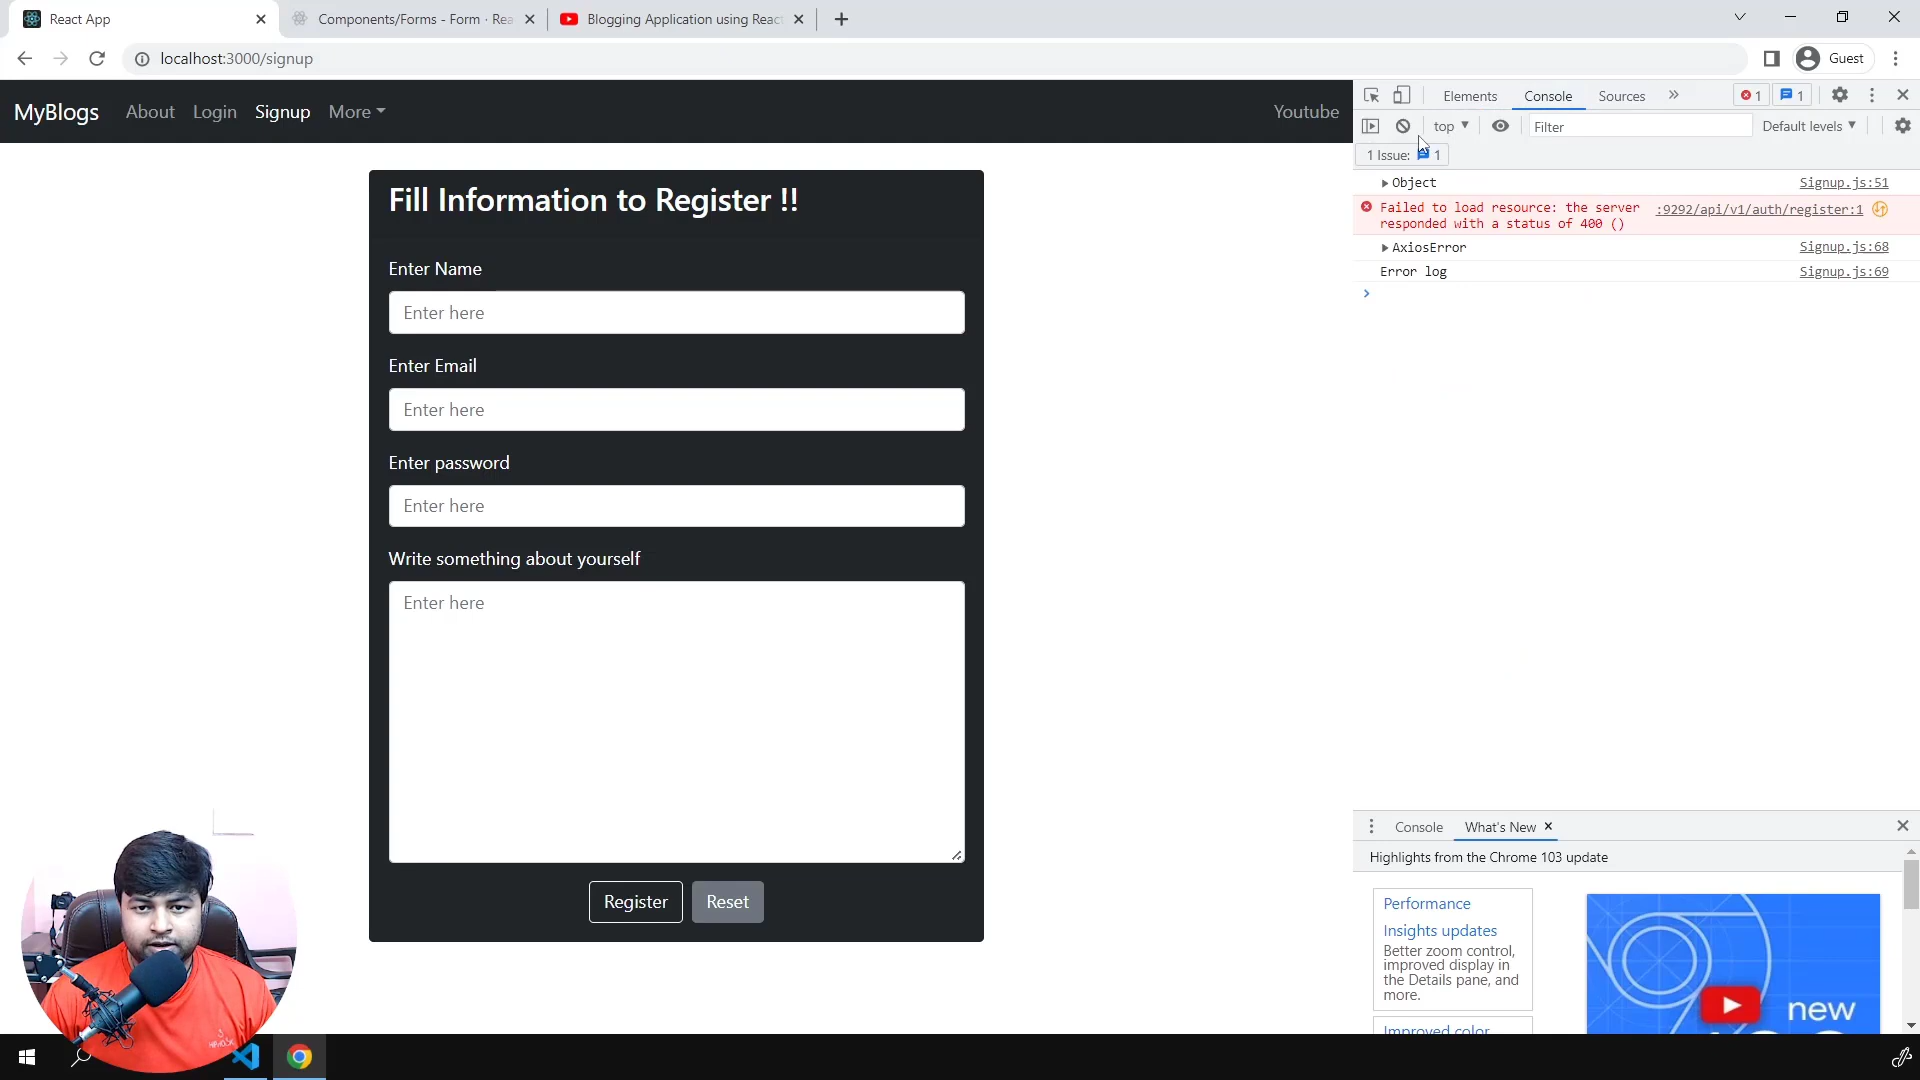 React App
Components/Forms - Form · Rea
Blogging Application using React
localhost:3000/signup
Guest
MyBlogs
About
Login
Signup
More
Youtube
Elements
Console
Sources
1
1
top
Filter
Default levels
1 Issue: 1
Object
Signup.js:51
Failed to load resource: the server
responded with a status of 400 ()
:9292/api/v1/auth/register:1
AxiosError
Signup.js:68
Error log
Signup.js:69
Fill Information to Register !!
Enter Name
Enter here
Enter Email
Enter here
Enter password
Enter here
Write something about yourself
Enter here
Register
Reset
Console
What's New
Highlights from the Chrome 103 update
Performance
Insights updates
Better zoom control,
improved display in
the Details pane, and
more.
Improved color
new